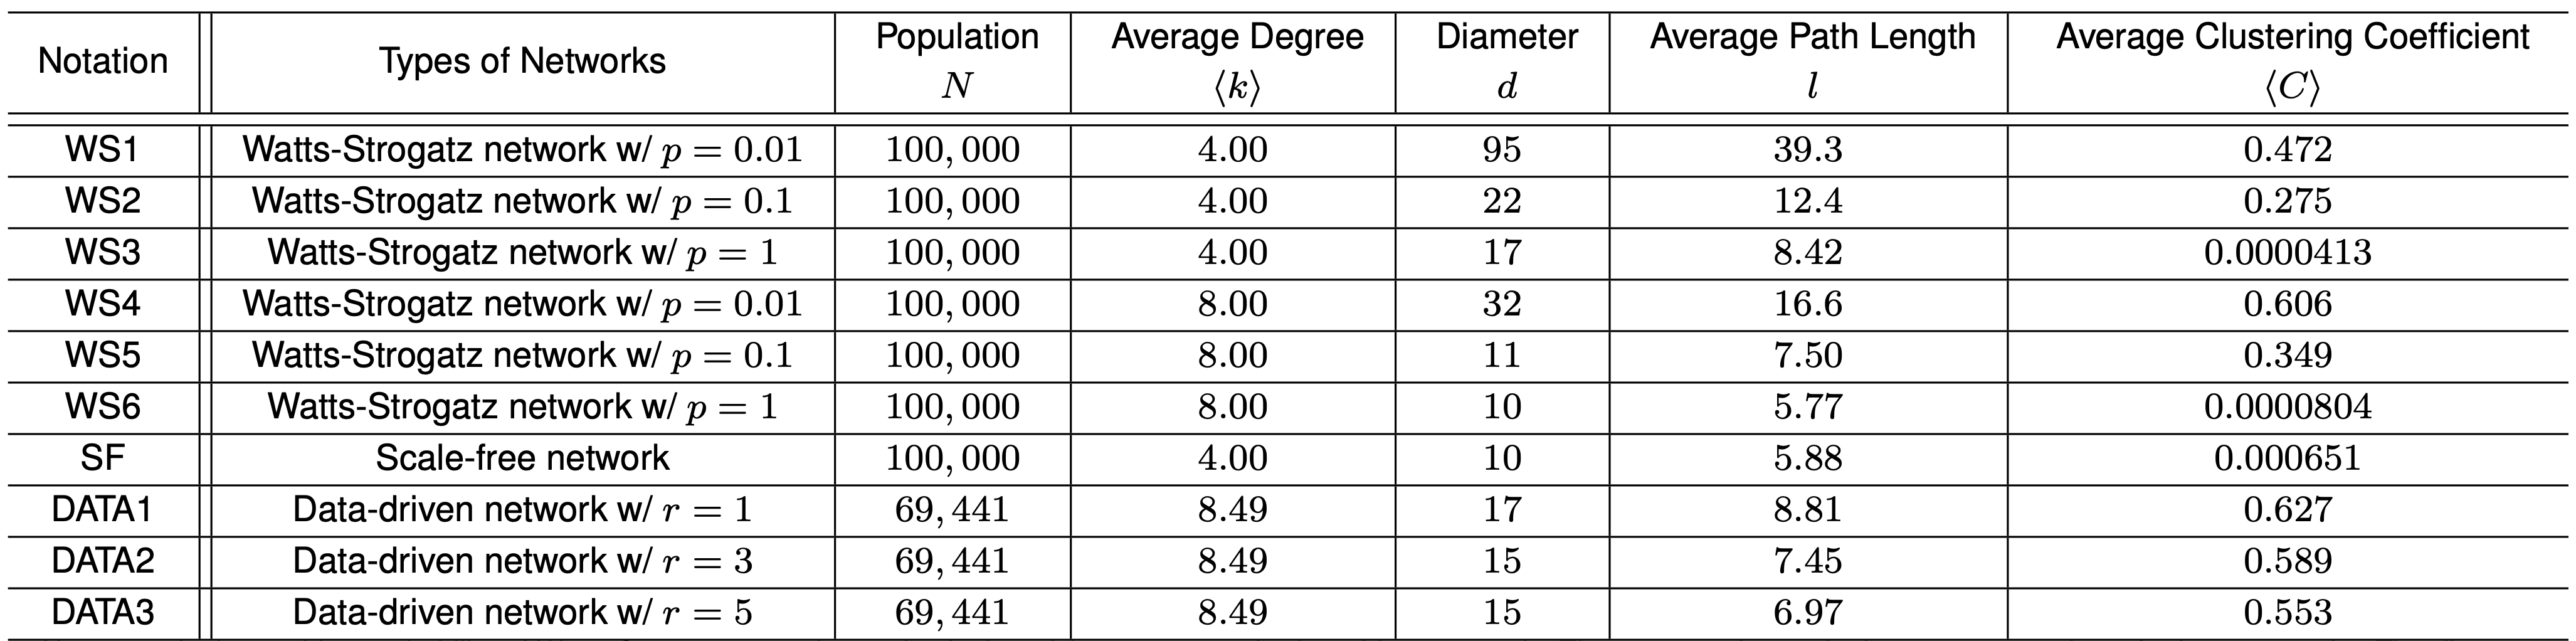 Notation Types of Networks Population N Average Degree ⟨k⟩ Diameter d Average Path Length l Average Clustering Coefficient ⟨C⟩
WS1 Watts-Strogatz network w/ p = 0.01 100,000 4.00 95 39.3 0.472
WS2 Watts-Strogatz network w/ p = 0.1 100,000 4.00 22 12.4 0.275
WS3 Watts-Strogatz network w/ p = 1 100,000 4.00 17 8.42 0.0000413
WS4 Watts-Strogatz network w/ p = 0.01 100,000 8.00 32 16.6 0.606
WS5 Watts-Strogatz network w/ p = 0.1 100,000 8.00 11 7.50 0.349
WS6 Watts-Strogatz network w/ p = 1 100,000 8.00 10 5.77 0.0000804
SF Scale-free network 100,000 4.00 10 5.88 0.000651
DATA1 Data-driven network w/ r = 1 69,441 8.49 17 8.81 0.627
DATA2 Data-driven network w/ r = 3 69,441 8.49 15 7.45 0.589
DATA3 Data-driven network w/ r = 5 69,441 8.49 15 6.97 0.553